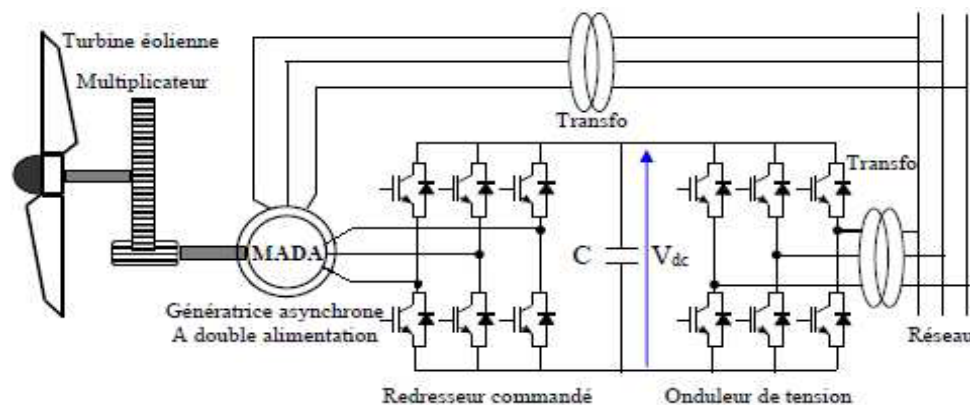 Turbine éolienne
Multiplicateur
Transfo
Transfo
MADA
C
Vdc
Génératrice asynchrone
A double alimentation
Réseau
Redresseur commandé
Onduleur de tension